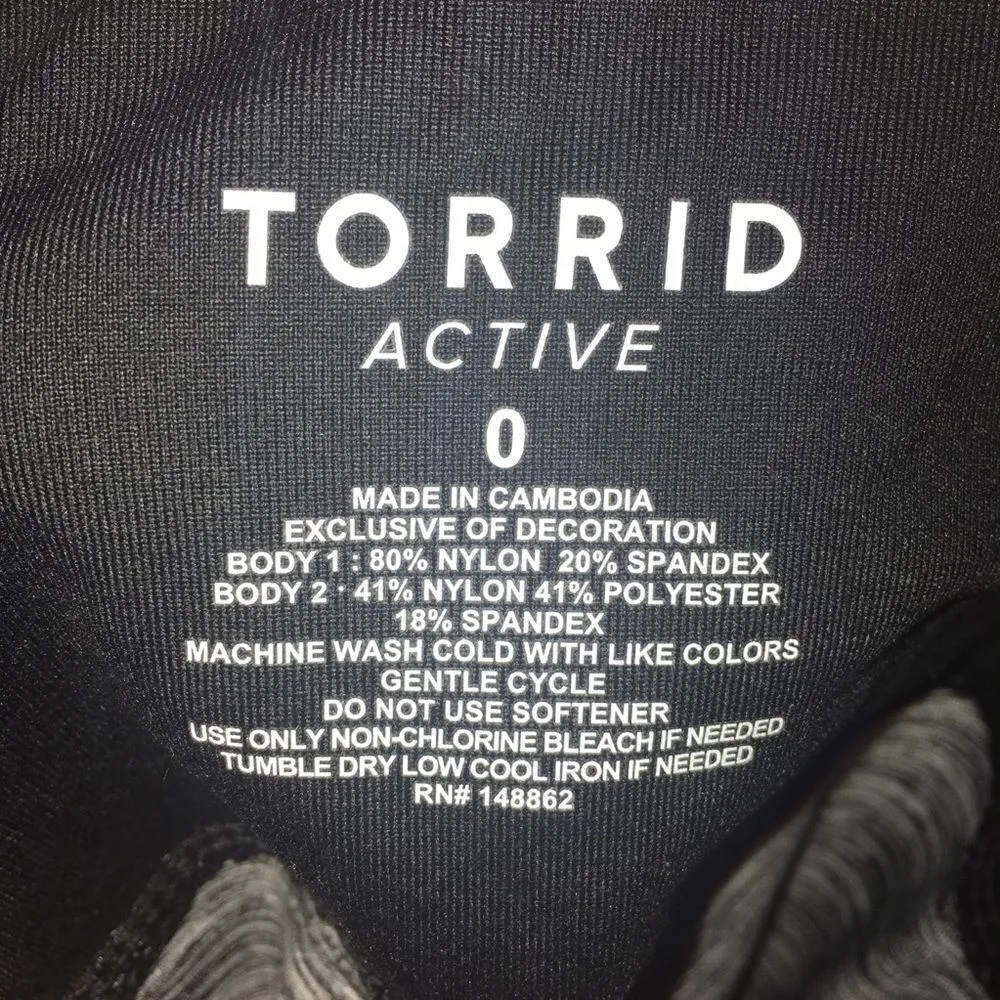 TORRID
ACTIVE
0
MADE IN CAMBODIA
EXCLUSIVE OF DECORATION
BODY 1 : 80% NYLON 20% SPANDEX
BODY 2 · 41% NYLON 41% POLYESTER
18% SPANDEX
MACHINE WASH COLD WITH LIKE COLORS
GENTLE CYCLE
DO NOT USE SOFTENER
USE ONLY NON-CHLORINE BLEACH IF NEEDED
TUMBLE DRY LOW COOL IRON IF NEEDED
RN# 148862